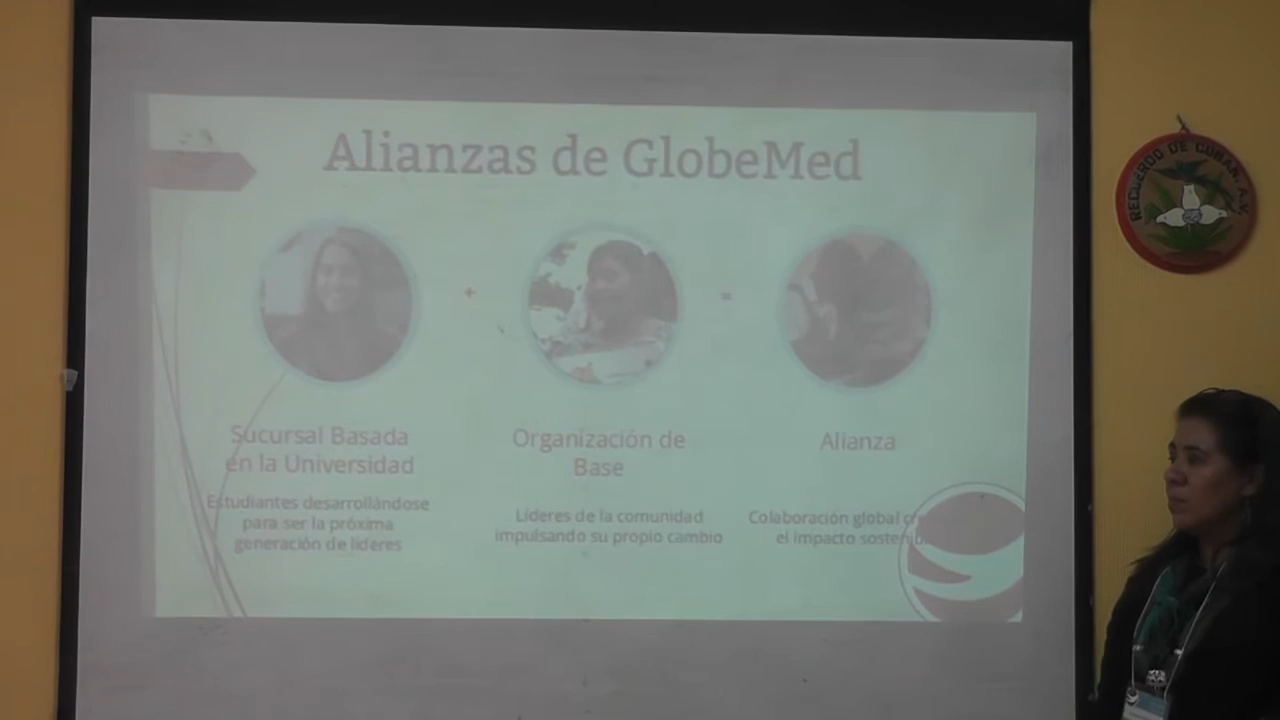 Alianzas de GlobeMed
RECUERDO DE COBAN, A.V.
+
=
Sucursal Basada
en la Universidad
Organización de
Base
Alianza
Estudiantes desarrollándose
para ser la próxima
generación de líderes
Líderes de la comunidad
impulsando su propio cambio
Colaboración global
el impacto